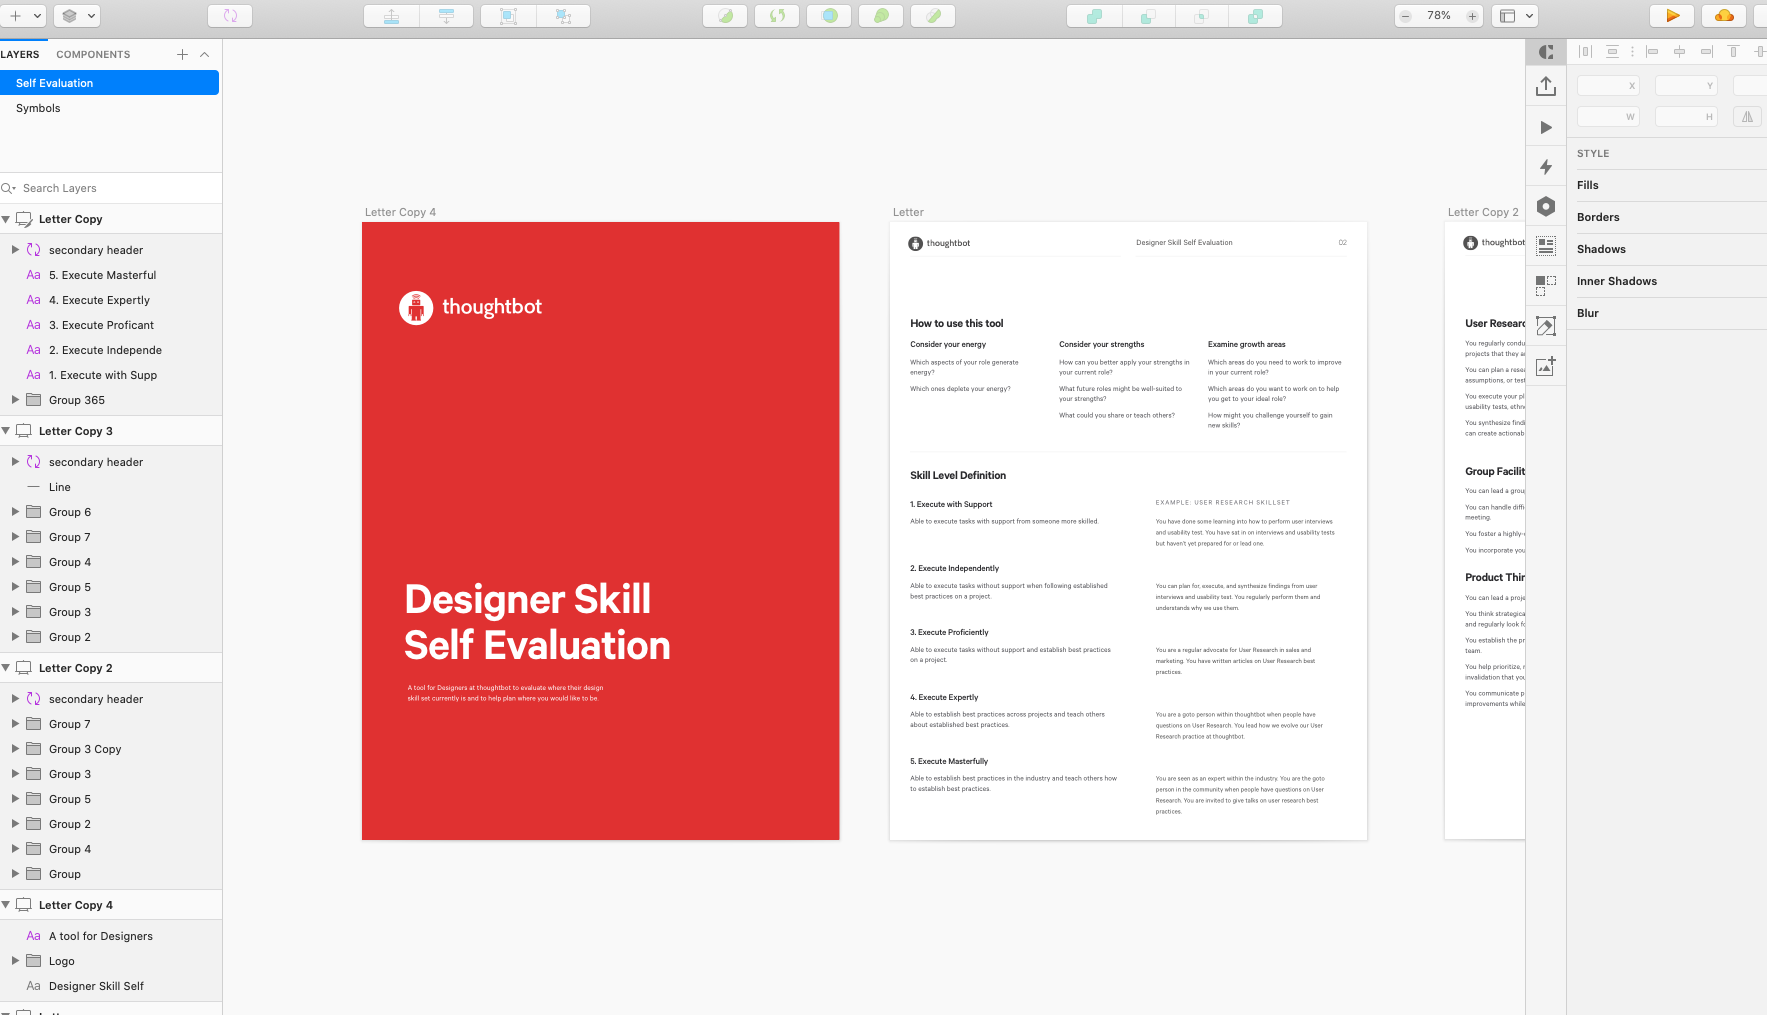 78%
LAYERS
COMPONENTS
Self Evaluation
Symbols
Search Layers
Letter Copy
secondary header
Aa 5. Execute Masterful
Aa 4. Execute Expertly
Aa 3. Execute Proficant
Aa 2. Execute Independe
Aa 1. Execute with Supp
Group 365
Letter Copy 3
secondary header
Line
Group 6
Group 7
Group 4
Group 5
Group 3
Group 2
Letter Copy 2
secondary header
Group 7
Group 3 Copy
Group 3
Group 5
Group 2
Group 4
Group
Letter Copy 4
Aa A tool for Designers
Logo
Aa Designer Skill Self
Letter Copy 4
thoughtbot
Designer Skill
Self Evaluation
A tool for Designers at thoughtbot to evaluate where their design
skill set currently is and to help plan where you would like to be.
Letter
thoughtbot
Designer Skill Self Evaluation
02
How to use this tool
Consider your energy
Which aspects of your role generate
energy?
Which ones deplete your energy?
Consider your strengths
How can you better apply your strengths in
your current role?
What future roles might be well-suited to
your strengths?
What could you share or teach others?
Examine growth areas
Which areas do you need to work to improve
in your current role?
Which areas do you want to work on to help
you get to your ideal role?
How might you challenge yourself to gain
new skills?
Skill Level Definition
EXAMPLE: USER RESEARCH SKILLSET
1. Execute with Support
Able to execute tasks with support from someone more skilled.
You have done some learning into how to perform user interviews
and usability test. You have sat in on interviews and usability tests
but haven't yet prepared for or lead one.
2. Execute Independently
Able to execute tasks without support when following established
best practices on a project.
You can plan for, execute, and synthesize findings from user
interviews and usability test. You regularly perform them and
understands why we use them.
3. Execute Proficiently
Able to execute tasks without support and establish best practices
on a project.
You are a regular advocate for User Research in sales and
marketing. You have written articles on User Research best
practices.
4. Execute Expertly
Able to establish best practices across projects and teach others
about established best practices.
You are a goto person within thoughtbot when people have
questions on User Research. You lead how we evolve our User
Research practice at thoughtbot.
5. Execute Masterfully
Able to establish best practices in the industry and teach others how
to establish best practices.
You are seen as an expert within the industry. You are the goto
person in the community when people have questions on User
Research. You are invited to give talks on user research best
practices.
Letter Copy 2
thoughtbot
User Researc
You regularly condu
projects that they a
You can plan a resea
assumptions, or test
You execute your pl
usability tests, ethn
You synthesize findi
can create actionab
Group Facilit
You can lead a grou
You can handle diffi
meeting.
You foster a highly-
You incorporate you
Product Thin
You can lead a proje
You think strategica
and regularly look fo
You establish the pr
team.
You help prioritize, r
invalidation that you
You communicate p
improvements while
X
Y
W
H
STYLE
Fills
Borders
Shadows
Inner Shadows
Blur